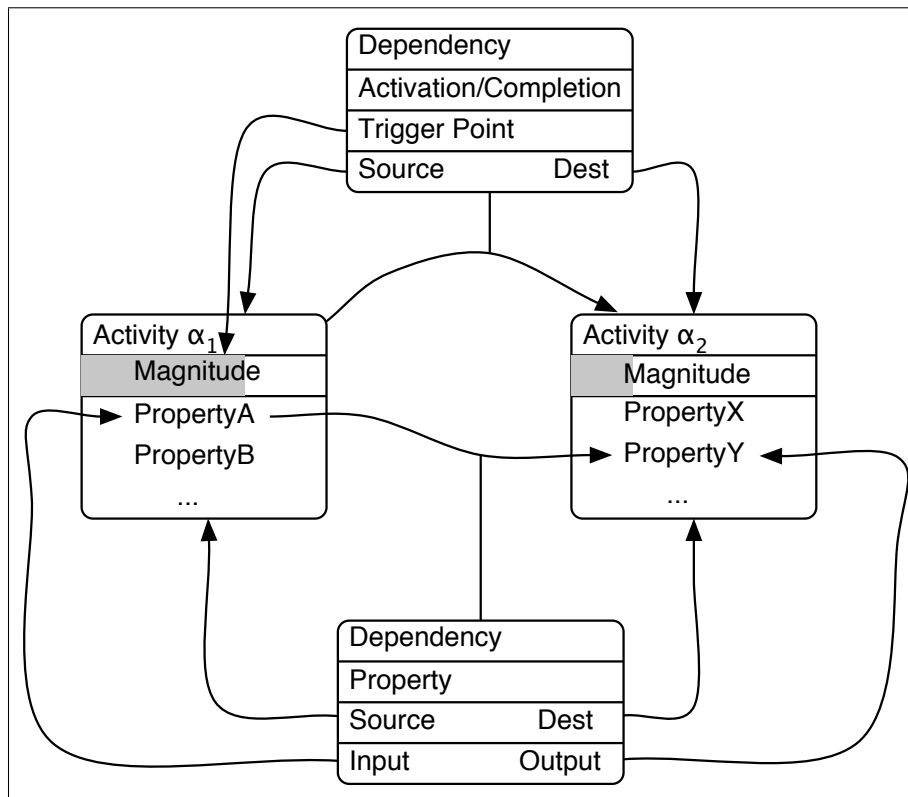 Dependency
Activation/Completion
Trigger Point
Source Dest
Activity α1
Magnitude
PropertyA
PropertyB
...
Activity α2
Magnitude
PropertyX
PropertyY
...
Dependency
Property
Source Dest
Input Output